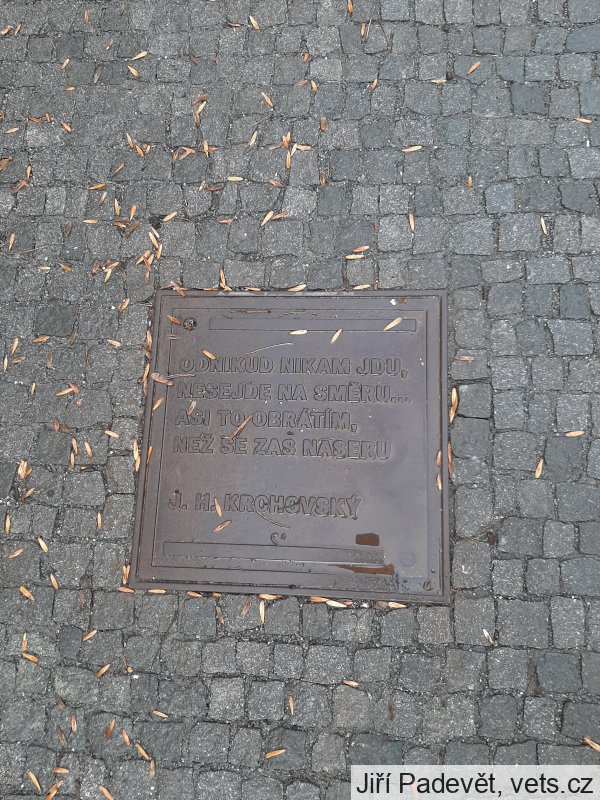 ODNIKUD NIKAM JDU,
NESEJDE NA SMĚRU...
ASI TO OBRÁTÍM,
NEŽ SE ZAS NASERU
J. H. KRCHOVSKÝ
Jiří Padevět, vets.cz